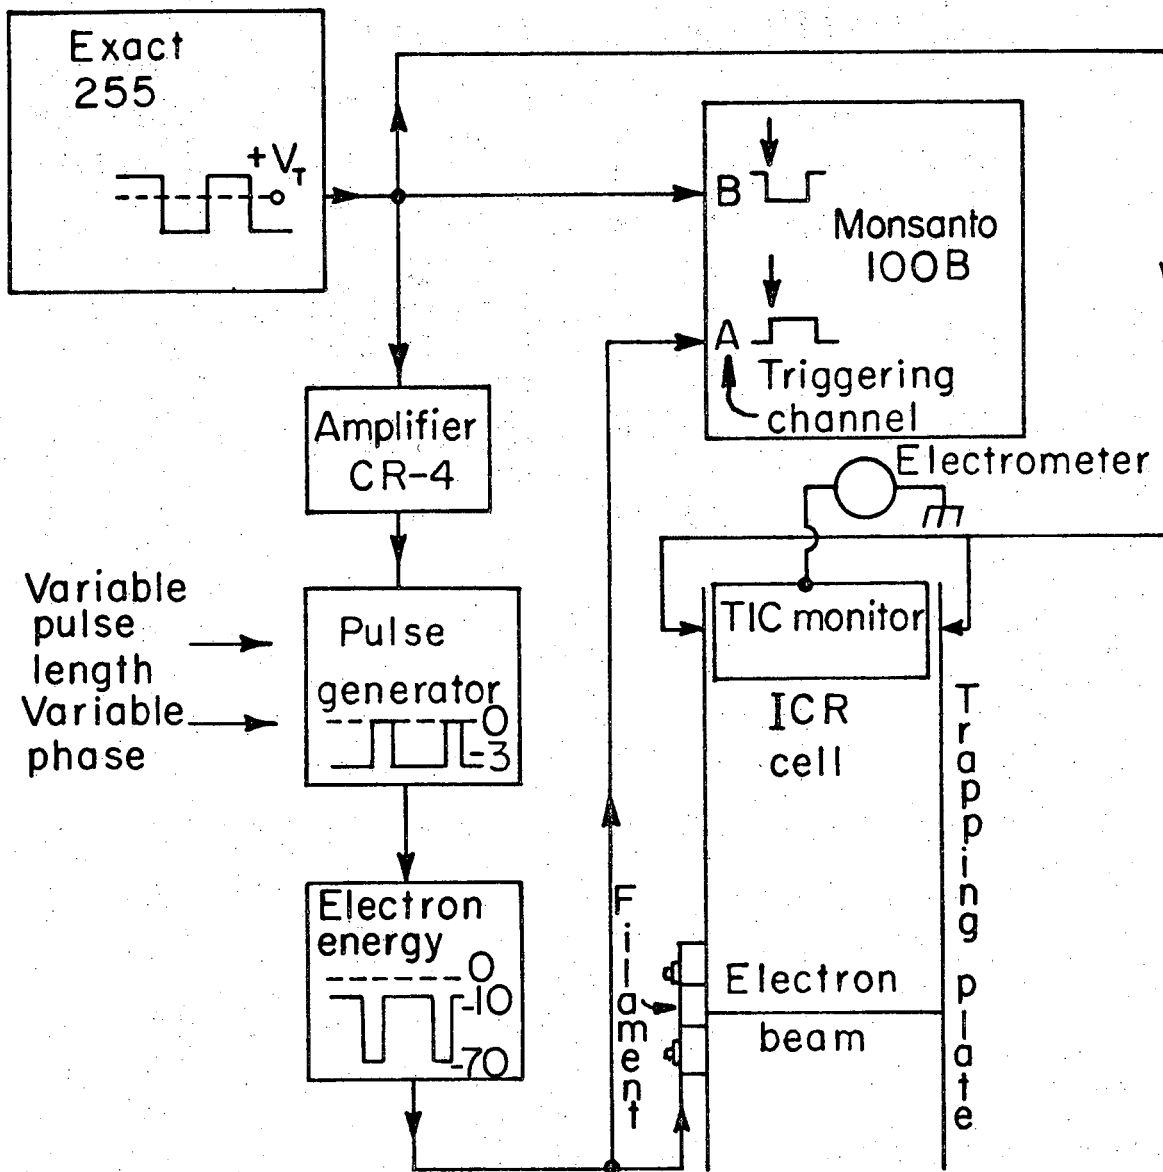 Exact
255
+V_T
B
Monsanto
100B
A
Triggering
channel
Amplifier
CR-4
Electrometer
Variable
pulse
length
Variable
phase
Pulse
generator
0
-3
TIC monitor
ICR
cell
Trapping plate
Electron
energy
0
-10
-70
Filament
Electron
beam